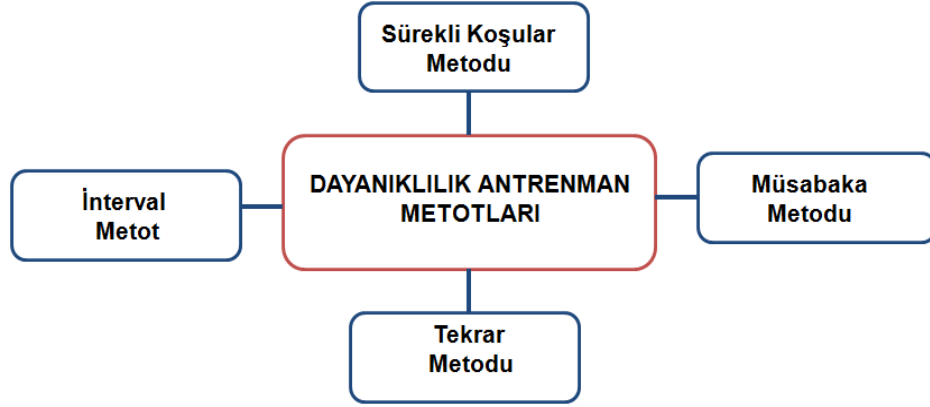 Sürekli Koşular
Metodu
DAYANIKLILIK ANTRENMAN
METOTLARI
İnterval
Metot
Müsabaka
Metodu
Tekrar
Metodu